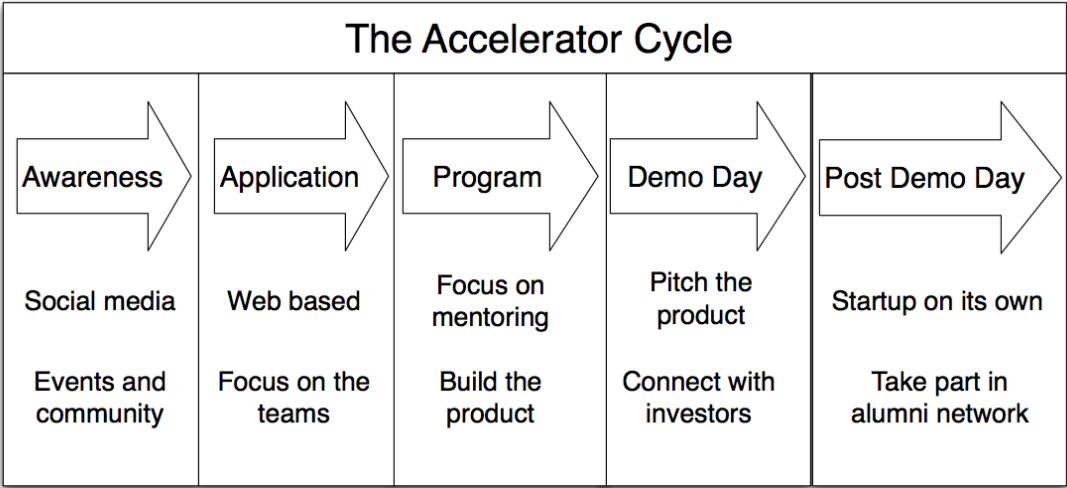 The Accelerator Cycle
Awareness
Application
Program
Demo Day
Post Demo Day
Social media
Events and
community
Web based
Focus on the
teams
Focus on
mentoring
Build the
product
Pitch the
product
Connect with
investors
Startup on its own
Take part in
alumni network